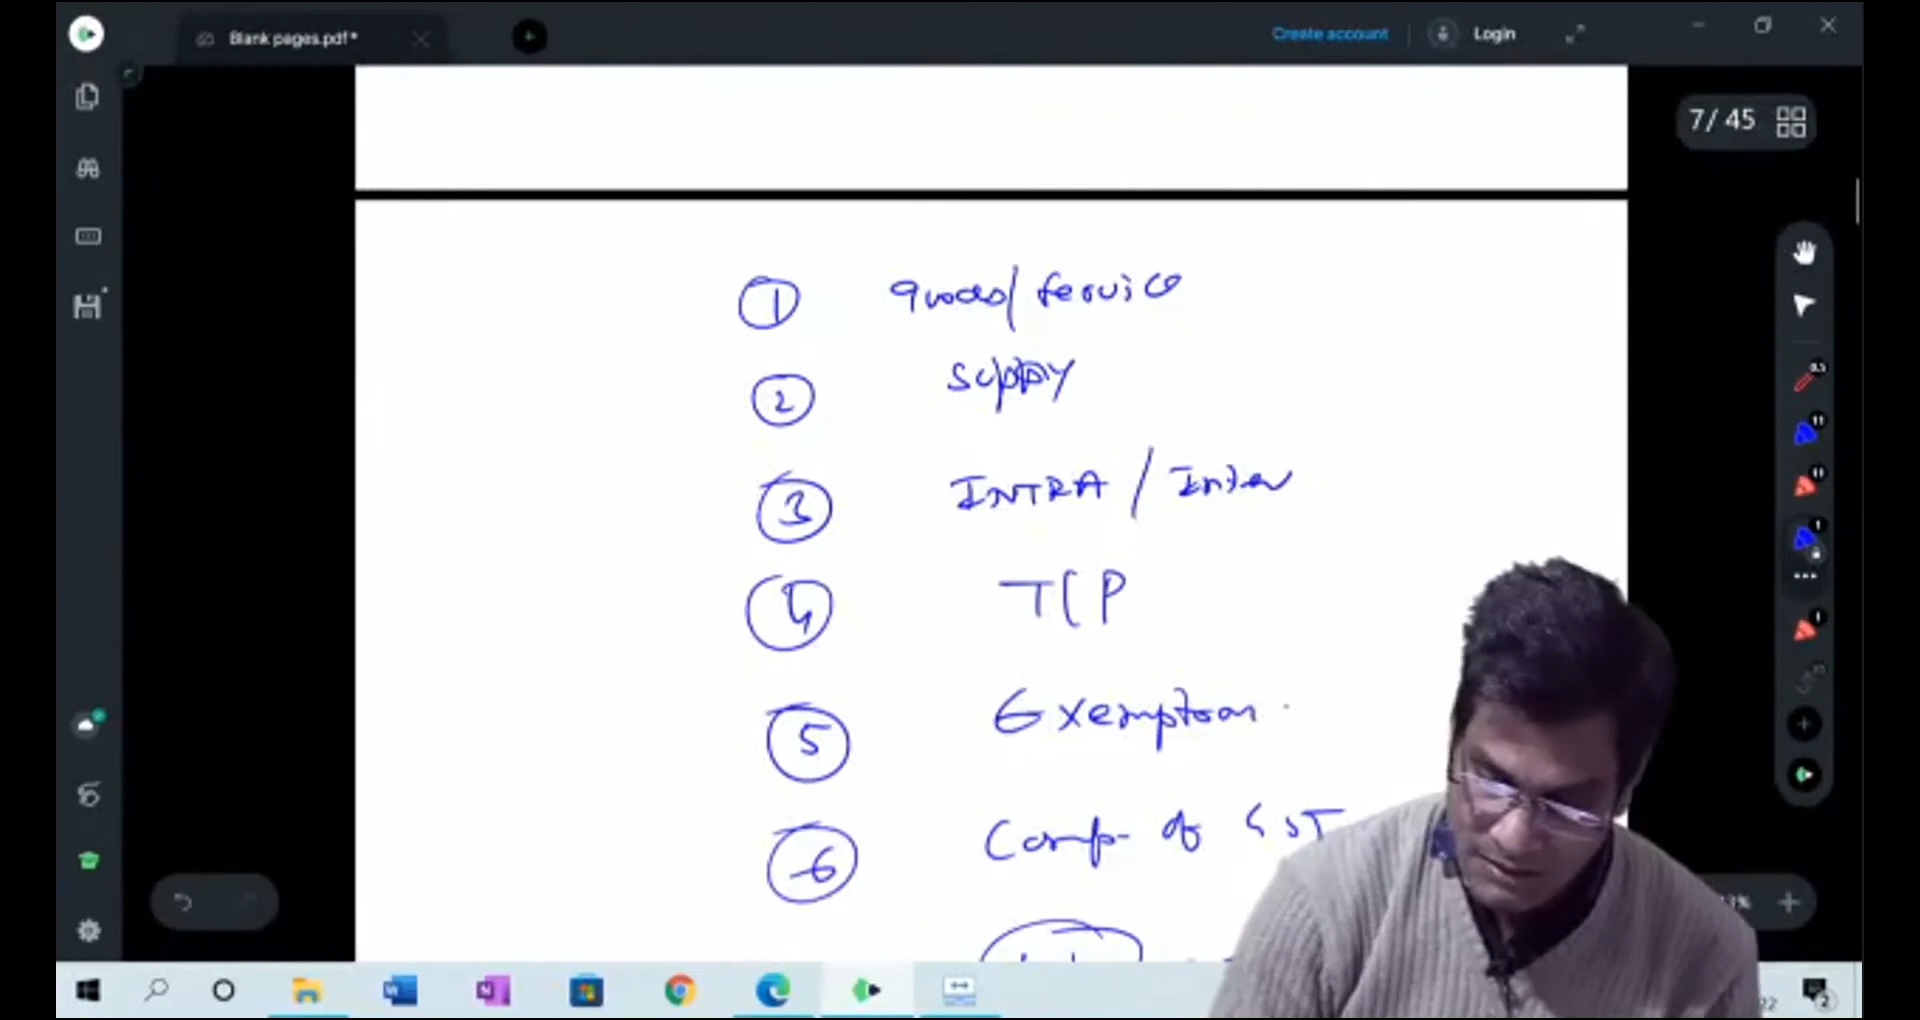 Blank pages.pdf*
Create account
Login
7/ 45
1 goods/ Service
2 Supply
3 INTRA / Inter
4 TCP
5 Exemption.
6 Comp of GST